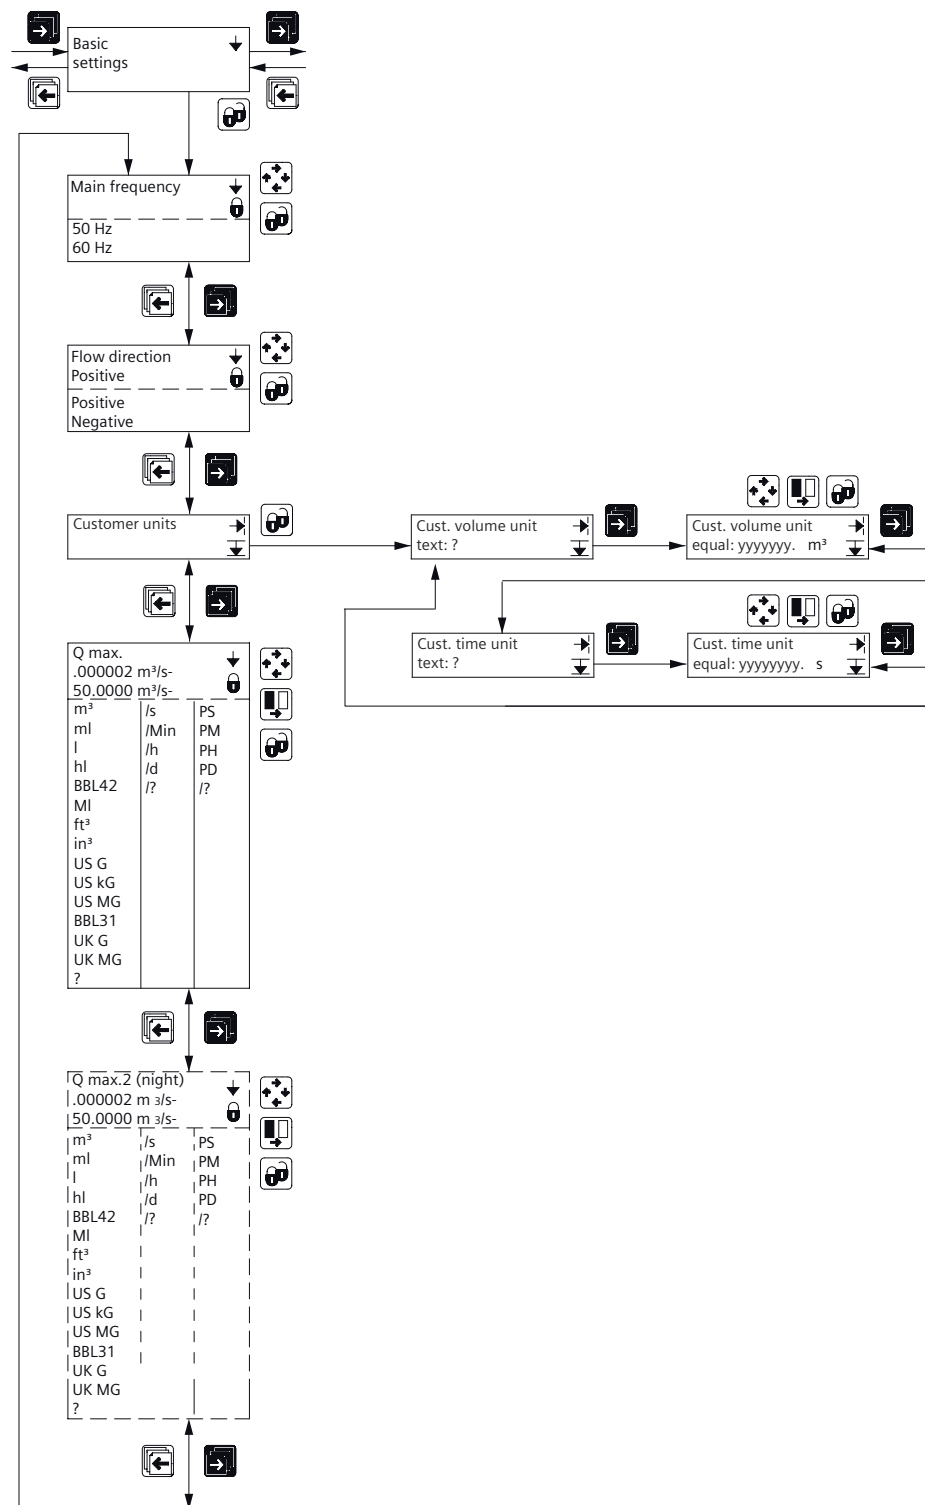 Basic
settings
Main frequency
50 Hz
60 Hz
Flow direction
Positive
Positive
Negative
Customer units
Cust. volume unit
text: ?
Cust. volume unit
equal: yyyyyyy. m³
Cust. time unit
text: ?
Cust. time unit
equal: yyyyyyyy. s
Q max.
.000002 m³/s-
50.0000 m³/s-
m³ /s PS
ml /Min PM
l /h PH
hl /d PD
BBL42 /? /?
Ml
ft³
in³
US G
US kG
US MG
BBL31
UK G
UK MG
?
Q max.2 (night)
.000002 m 3/s-
50.0000 m 3/s-
m³ /s PS
ml /Min PM
l /h PH
hl /d PD
BBL42 /? /?
Ml
ft³
in³
US G
US kG
US MG
BBL31
UK G
UK MG
?